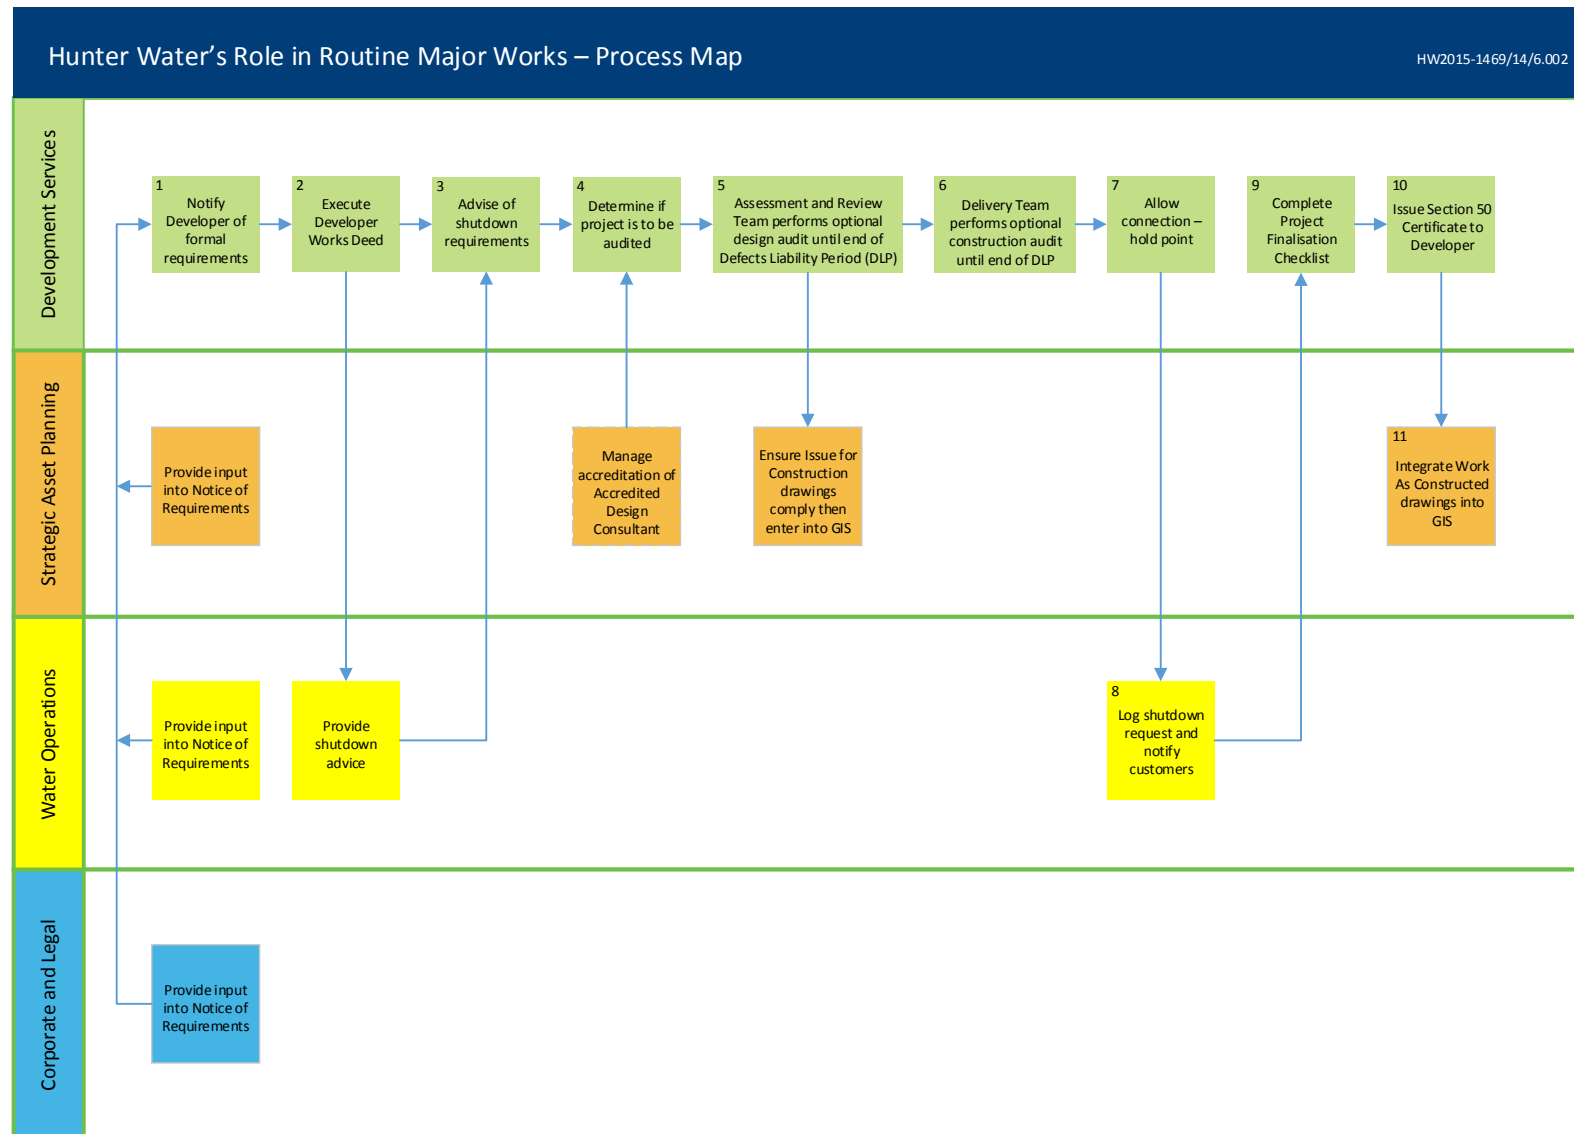 Hunter Water's Role in Routine Major Works – Process Map
HW2015-1469/14/6.002
Development Services
1
Notify
Developer of
formal
requirements
2
Execute
Developer
Works Deed
3
Advise of
shutdown
requirements
4
Determine if
project is to be
audited
5
Assessment and Review
Team performs optional
design audit until end of
Defects Liability Period (DLP)
6
Delivery Team
performs optional
construction audit
until end of DLP
7
Allow
connection –
hold point
9
Complete
Project
Finalisation
Checklist
10
Issue Section 50
Certificate to
Developer
Strategic Asset Planning
Provide input
into Notice of
Requirements
Manage
accreditation of
Accredited
Design
Consultant
Ensure Issue for
Construction
drawings
comply then
enter into GIS
11
Integrate Work
As Constructed
drawings into
GIS
Water Operations
Provide input
into Notice of
Requirements
Provide
shutdown
advice
8
Log shutdown
request and
notify
customers
Corporate and Legal
Provide input
into Notice of
Requirements